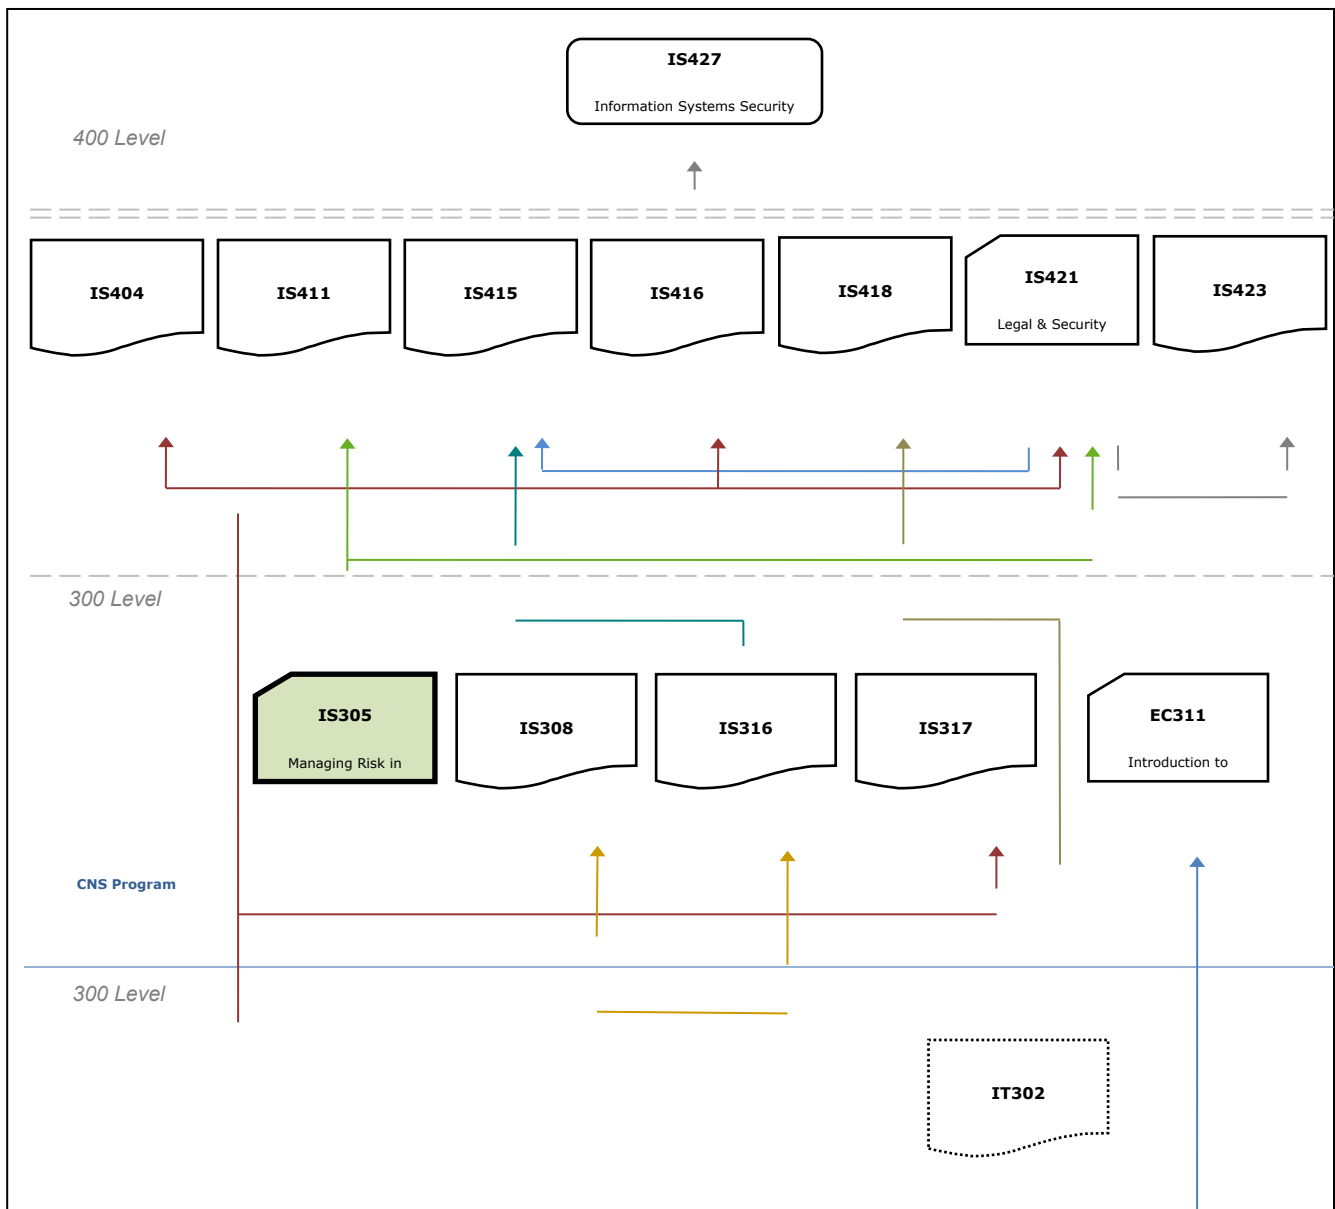 IS427
Information Systems Security
400 Level
IS404
IS411
IS415
IS416
IS418
IS421
Legal & Security
IS423
300 Level
IS305
Managing Risk in
IS308
IS316
IS317
EC311
Introduction to
CNS Program
300 Level
IT302